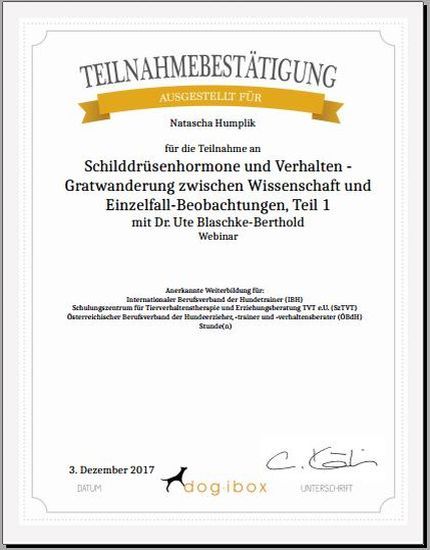 TEILNAHMEBESTÄTIGUNG
AUSGESTELLT FÜR
Natascha Humplik
für die Teilnahme an
Schilddrüsenhormone und Verhalten -
Gratwanderung zwischen Wissenschaft und
Einzelfall-Beobachtungen, Teil 1
mit Dr. Ute Blaschke-Berthold
Webinar
Anerkannte Weiterbildung für:
Internationaler Berufsverband der Hundetrainer (IBH)
Schulungszentrum für Tierverhaltenstherapie und Erziehungsberatung TVT e.U. (SzTVT)
Österreichischer Berufsverband der Hundeerzieher, -trainer und -verhaltensberater (ÖBdH)
Stunde(n)
3. Dezember 2017
DATUM
dog·ibox
UNTERSCHRIFT